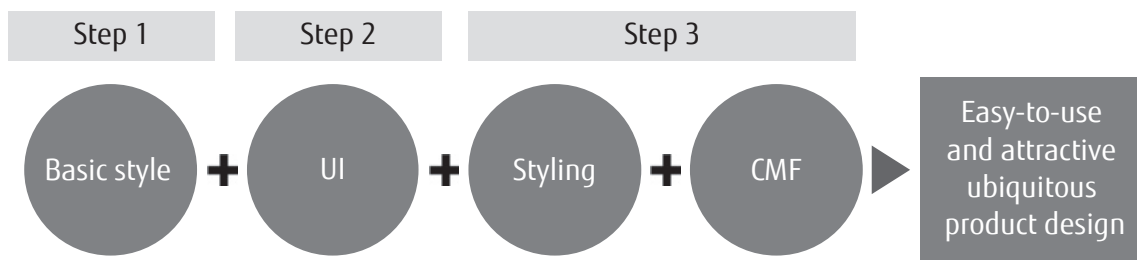 Step 1
Step 2
Step 3
Basic style
UI
Styling
CMF
Easy-to-use
and attractive
ubiquitous
product design